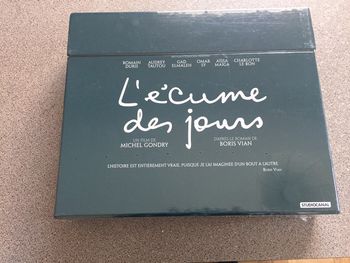 ROMAIN DURIS AUDREY TAUTOU GAD ELMALEH OMAR SY AÏSSA MAÏGA CHARLOTTE LE BON
L'écume
des jours
UN FILM DE MICHEL GONDRY D'APRÈS LE ROMAN DE BORIS VIAN
L'HISTOIRE EST ENTIÈREMENT VRAIE, PUISQUE JE L'AI IMAGINÉE D'UN BOUT À L'AUTRE.
BORIS VIAN
STUDIOCANAL